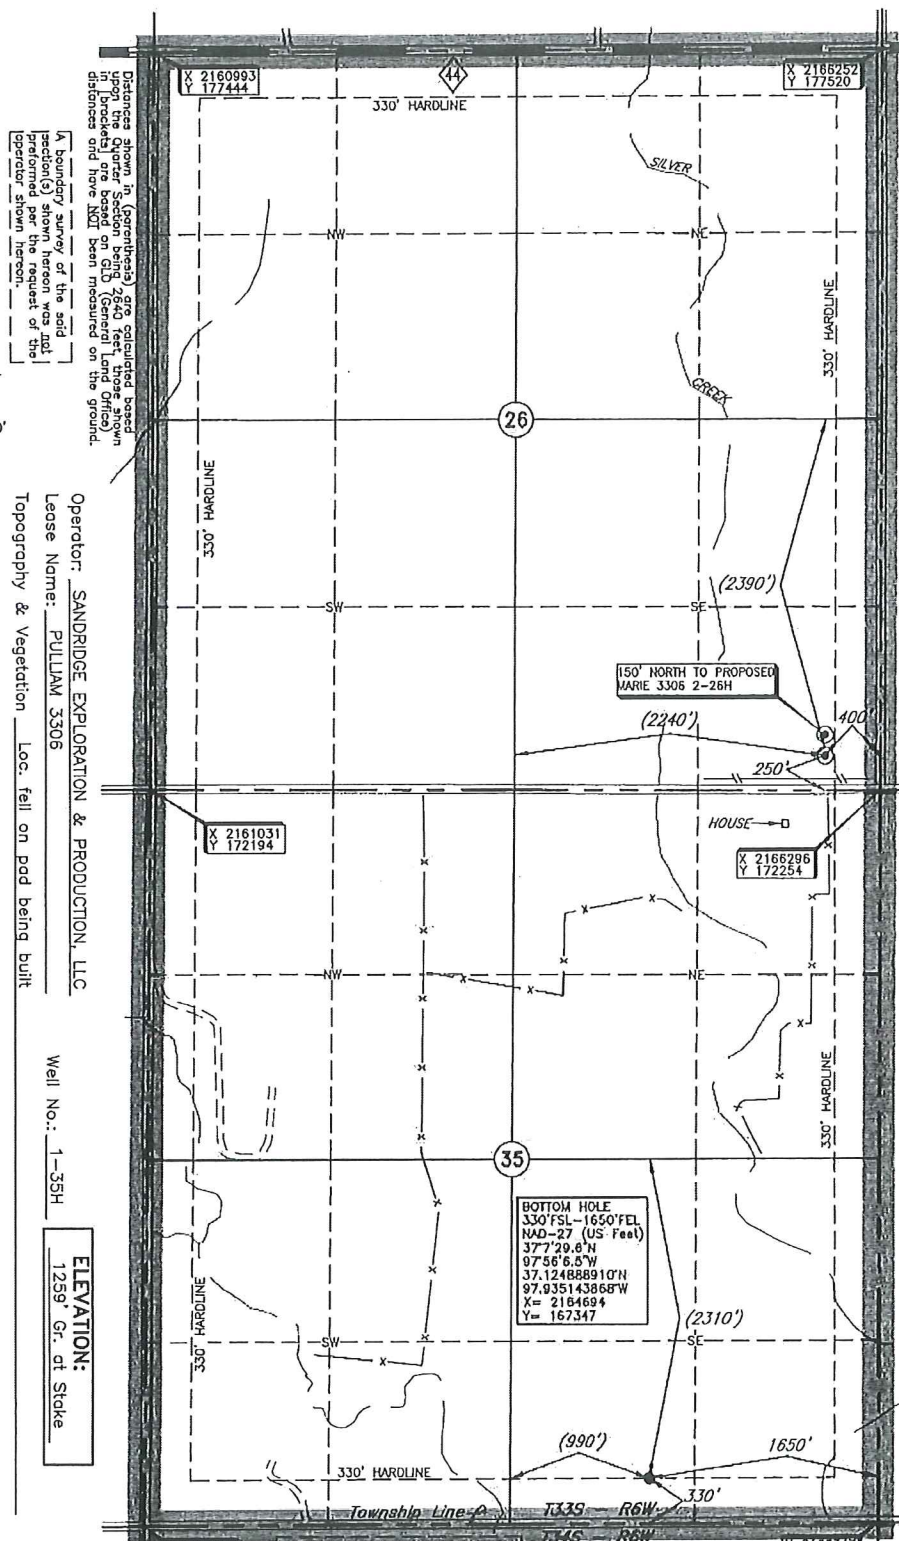 X 2160993
Y 177444
44
330' HARDLINE
X 2166252
Y 177520
SILVER
NW
NE
330' HARDLINE
CREEK
26
330' HARDLINE
(2390')
SW
SE
150' NORTH TO PROPOSED
MARIE 3306 2-26H
(2240')
400'
250'
HOUSE
X 2161031
Y 172194
X 2166296
Y 172254
NW
NE
330' HARDLINE
35
BOTTOM HOLE
330'FSL-1650'FEL
NAD-27 (US Feet)
37°7'29.6"N
97°56'6.5"W
37.124888910°N
97.935143868°W
X= 2164694
Y= 167347
330' HARDLINE
(2310')
SW
SE
(990')
1650'
330' HARDLINE
330'
Township Line
T33S - R6W
T34S - R6W
Distances shown in (parenthesis) are calculated based
upon the Quarter Section being 2640 feet, those shown
in [brackets] are based on GLO (General Land Office)
distances and have NOT been measured on the ground.
A boundary survey of the said
section(s) shown hereon was not
preformed per the request of the
operator shown hereon.
Operator: SANDRIDGE EXPLORATION & PRODUCTION, LLC
Lease Name: PULLIAM 3306
Well No.: 1-35H
Topography & Vegetation Loc. fell on pad being built
ELEVATION:
1259' Gr. at Stake